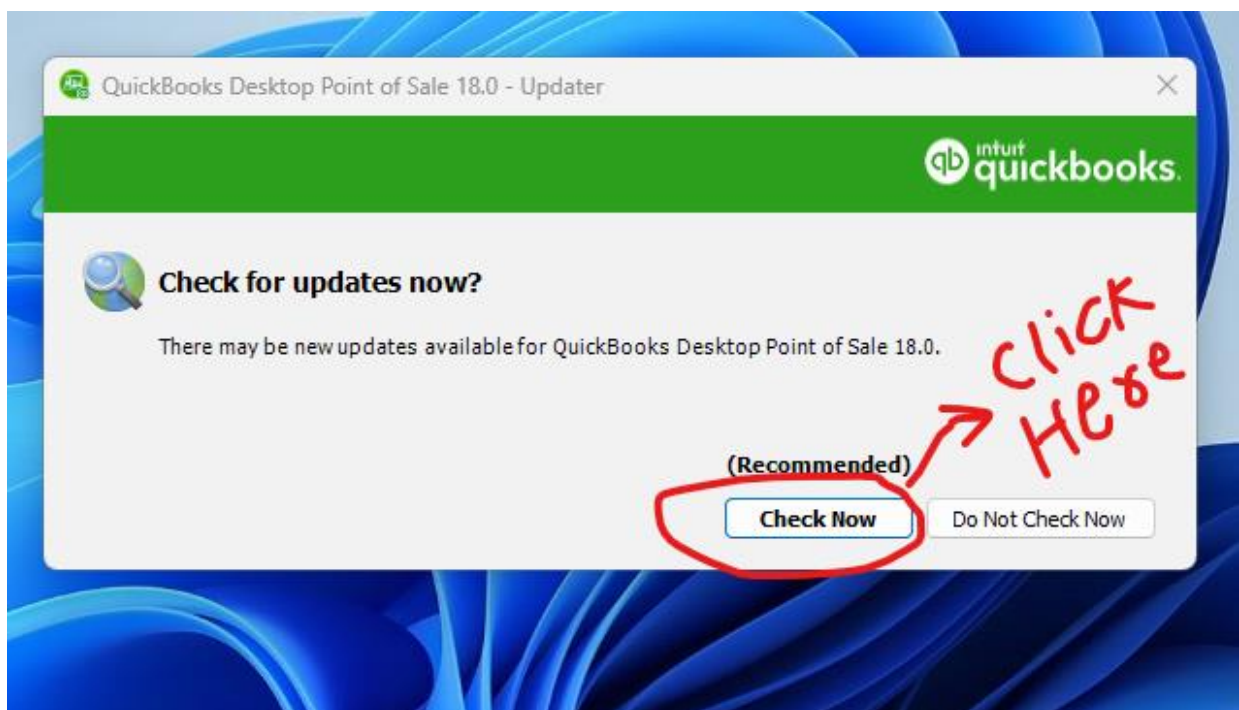 QuickBooks Desktop Point of Sale 18.0 - Updater
intuit
quickbooks.
Check for updates now?
There may be new updates available for QuickBooks Desktop Point of Sale 18.0.
Click
Here
(Recommended)
Check Now
Do Not Check Now